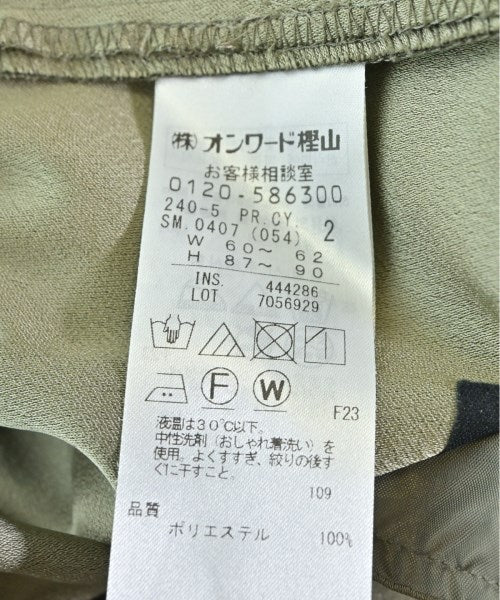 (株)オンワード樫山
お客様相談室
0120-586300
240-5 PR.CY. 2
SM.0407 (054)
W 60〜 62
H 87〜 90
INS. 444286
LOT 7056929
F W
F23
液温は30℃以下。
中性洗剤(おしゃれ着洗い)を
使用。よくすすぎ、絞りの後す
ぐに干すこと。
109
品質
ポリエステル 100%